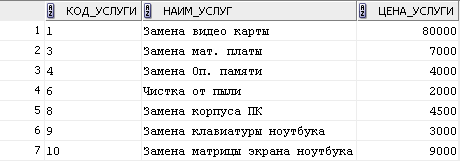 КОД_УСЛУГИ НАИМ_УСЛУГ ЦЕНА_УСЛУГИ
1 1 Замена видео карты 80000
2 3 Замена мат. платы 7000
3 4 Замена Оп. памяти 4000
4 6 Чистка от пыли 2000
5 8 Замена корпуса ПК 4500
6 9 Замена клавиатуры ноутбука 3000
7 10 Замена матрицы экрана ноутбука 9000